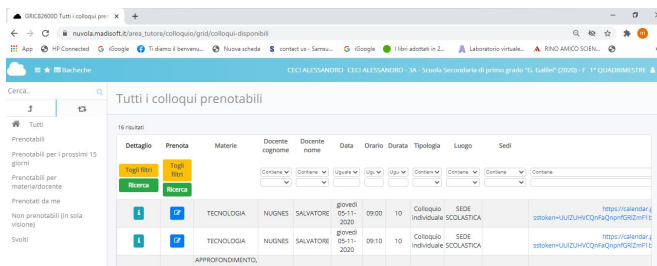 GRIC82600D Tutti i colloqui pren × +
nuvola.madisoft.it/area_tutore/colloquio/grid/colloqui-disponibili
App HP Connected G iGoogle Ti diamo il benvenu... Nuova scheda contact us - Samsu... G iGoogle I libri adottati in 2... Laboratorio virtuale... RINO AMICO SCIEN...
Bacheche CECI ALESSANDRO CECI ALESSANDRO - 3A - Scuola Secondaria di primo grado "G. Galilei" (2020) - F 1° QUADRIMESTRE
Cerca...
Tutti i colloqui prenotabili
Tutti
Prenotabili
Prenotabili per i prossimi 15 giorni
Prenotabili per materia/docente
Prenotati da me
Non prenotabili (in sola visione)
Svolti
16 risultati
Dettaglio Prenota Materie Docente cognome Docente nome Data Orario Durata Tipologia Luogo Sedi
Togli filtri Togli filtri Contiene Contiene Uguale Ugu Ugu Contiene Contiene Contiene Contiene
Ricerca Ricerca
TECNOLOGIA NUGNES SALVATORE giovedì 05-11-2020 09:00 10 Colloquio individuale SEDE SCOLASTICA https://calendar.g
TECNOLOGIA NUGNES SALVATORE giovedì 05-11-2020 09:10 10 Colloquio individuale SEDE SCOLASTICA https://calendar.g
APPROFONDIMENTO,